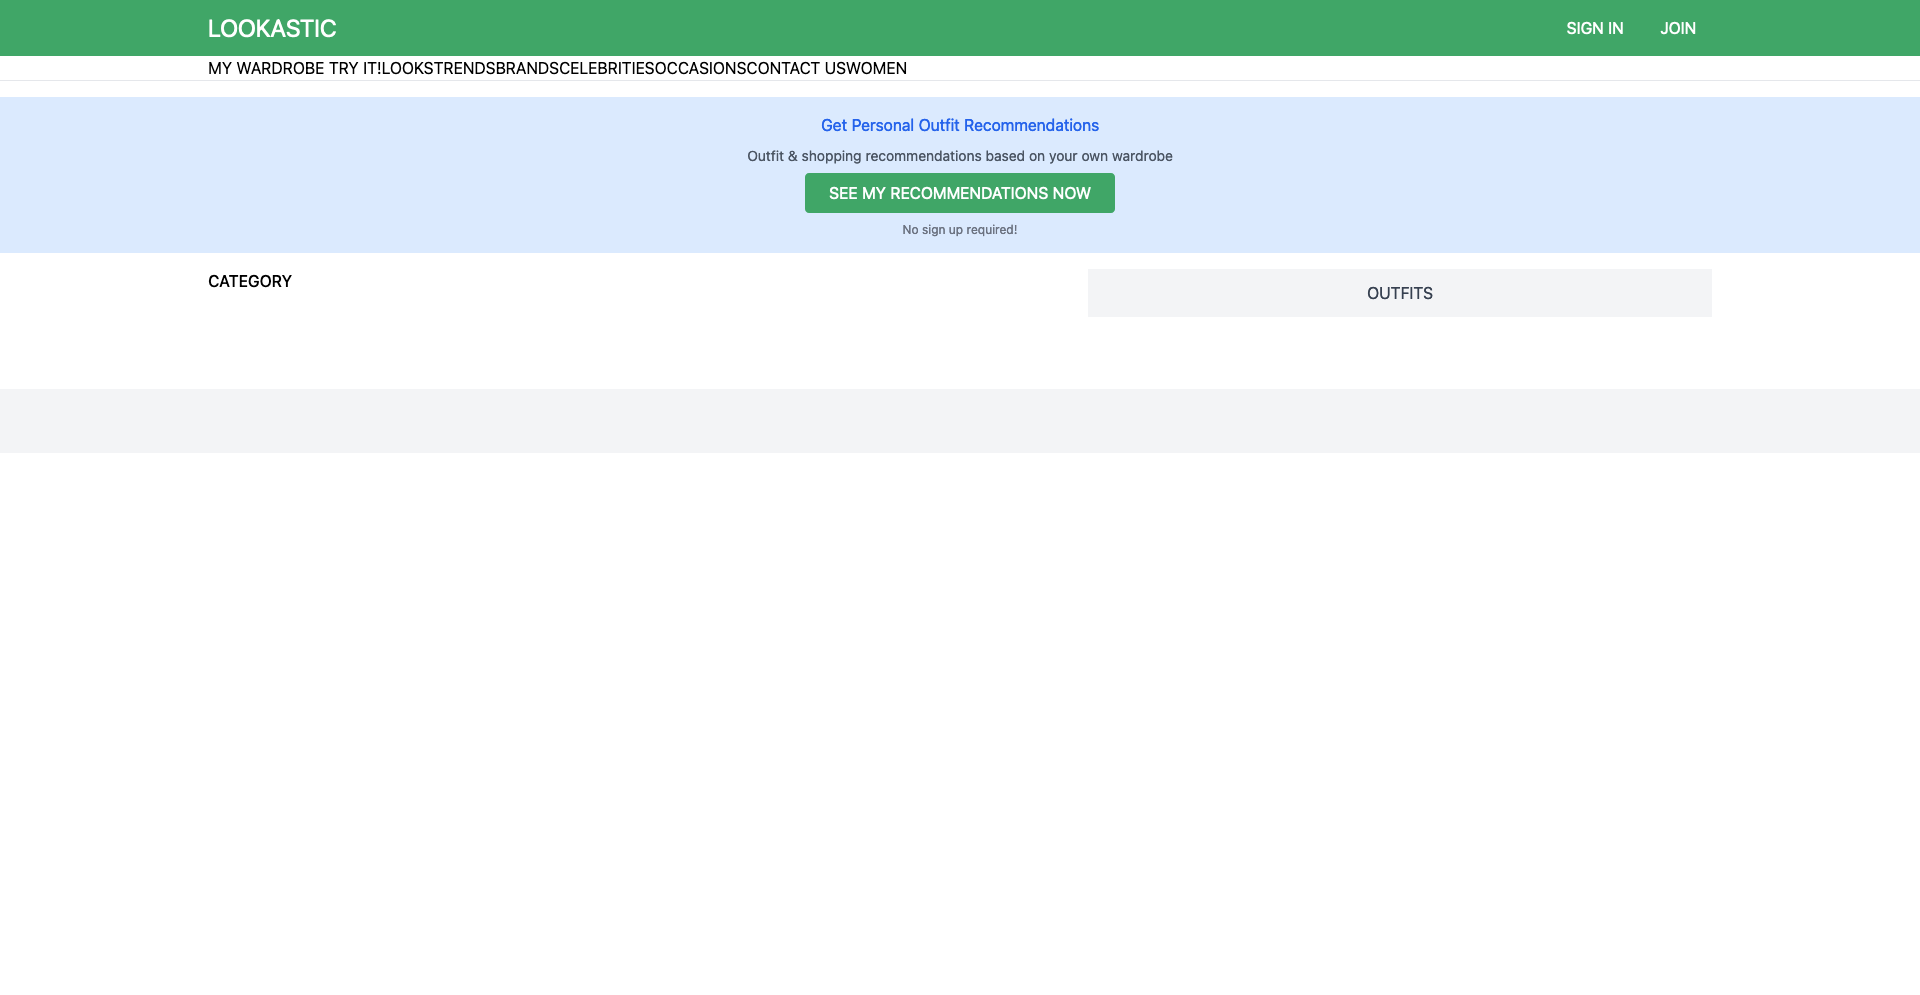 LOOKASTIC
SIGN IN
JOIN
MY WARDROBE TRY IT!LOOKSTRENDSBRANDSCELEBRITIESOCCASIONSCONTACT USWOMEN
Get Personal Outfit Recommendations
Outfit & shopping recommendations based on your own wardrobe
SEE MY RECOMMENDATIONS NOW
No sign up required!
CATEGORY
OUTFITS